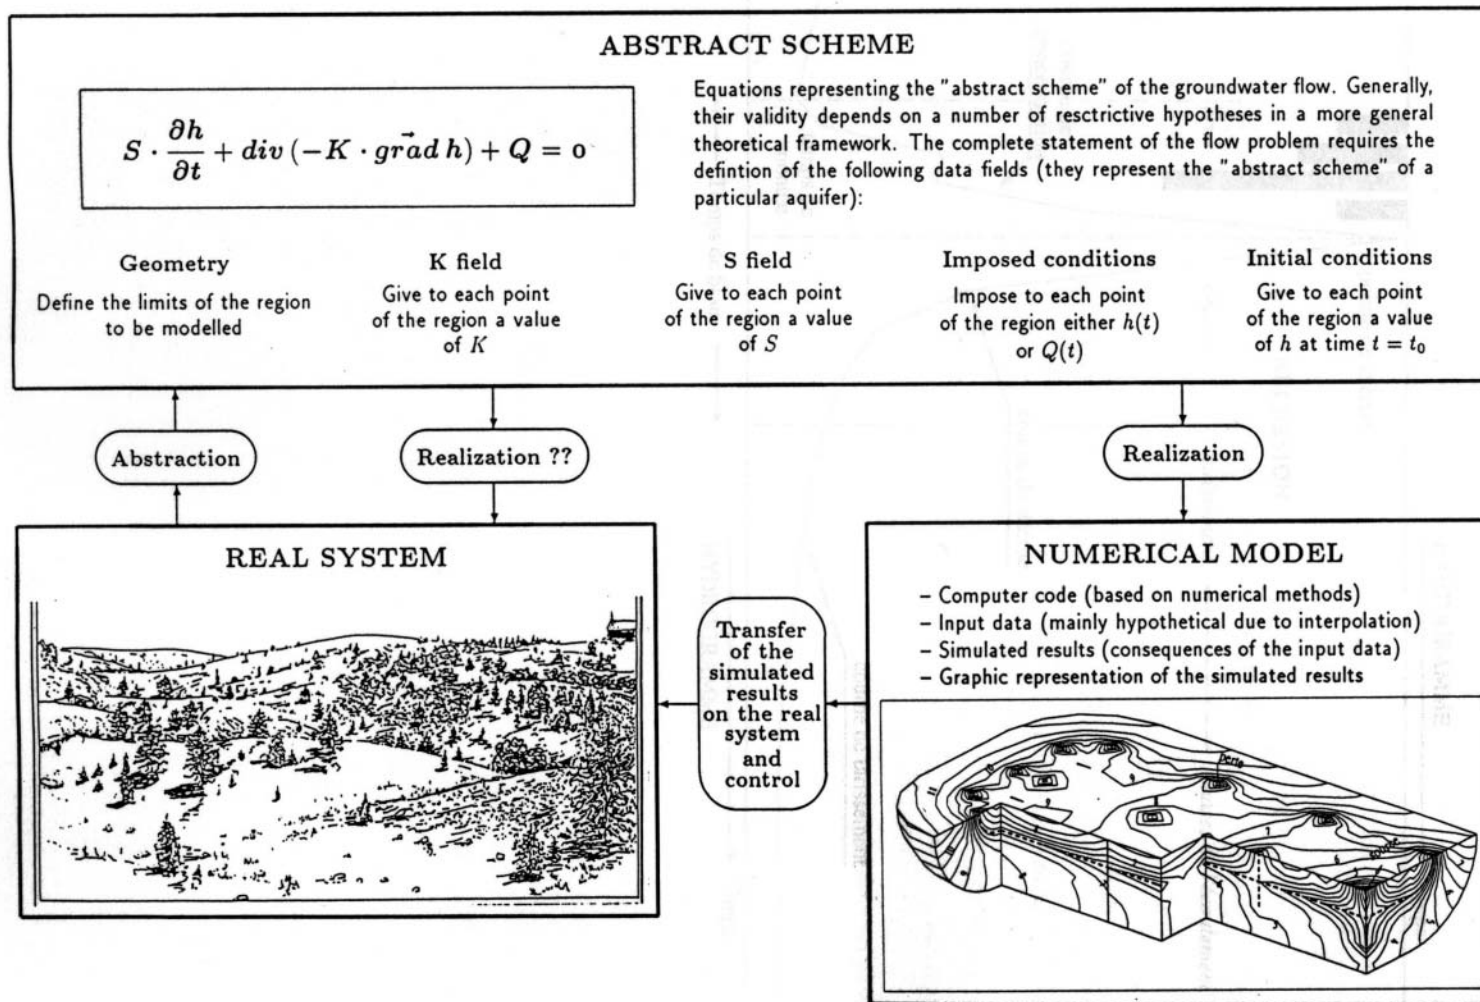 ABSTRACT SCHEME
S · ∂h/∂t + div (−K · grad⃗ h) + Q = 0
Equations representing the "abstract scheme" of the groundwater flow. Generally,
their validity depends on a number of resctrictive hypotheses in a more general
theoretical framework. The complete statement of the flow problem requires the
defintion of the following data fields (they represent the "abstract scheme" of a
particular aquifer):
Geometry
Define the limits of the region
to be modelled
K field
Give to each point
of the region a value
of K
S field
Give to each point
of the region a value
of S
Imposed conditions
Impose to each point
of the region either h(t)
or Q(t)
Initial conditions
Give to each point
of the region a value
of h at time t = t₀
Abstraction
Realization ??
Realization
REAL SYSTEM
Transfer
of the
simulated
results
on the real
system
and
control
NUMERICAL MODEL
– Computer code (based on numerical methods)
– Input data (mainly hypothetical due to interpolation)
– Simulated results (consequences of the input data)
– Graphic representation of the simulated results
perte
source